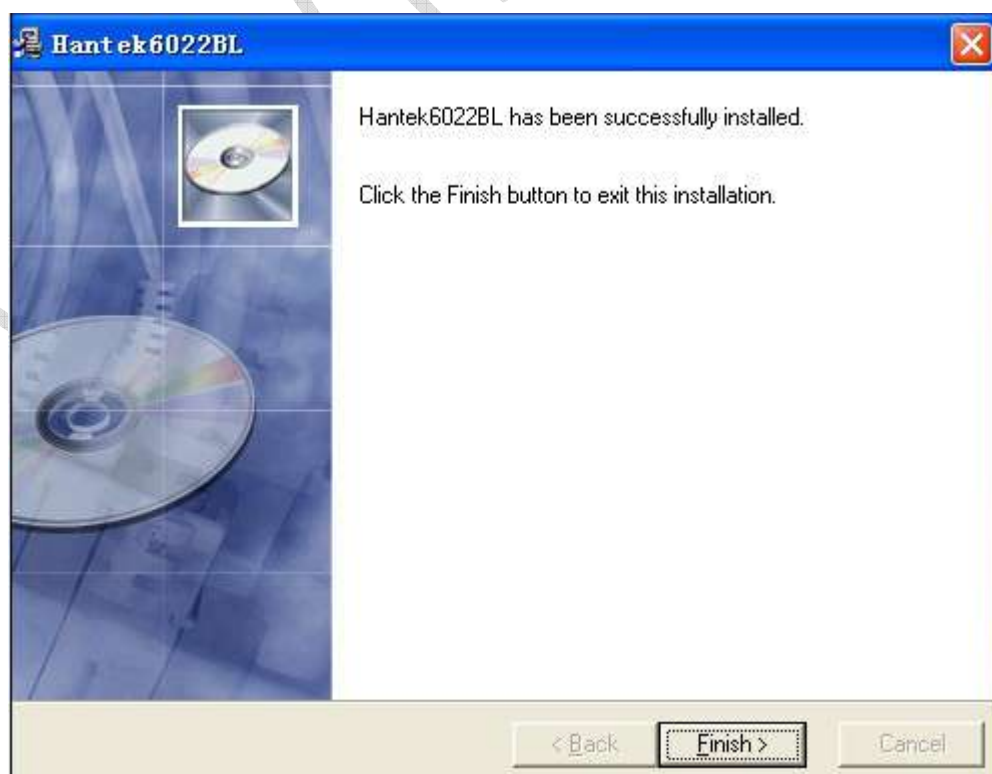 Hantek6022BL
Hantek6022BL has been successfully installed.
Click the Finish button to exit this installation.
< Back
Finish >
Cancel